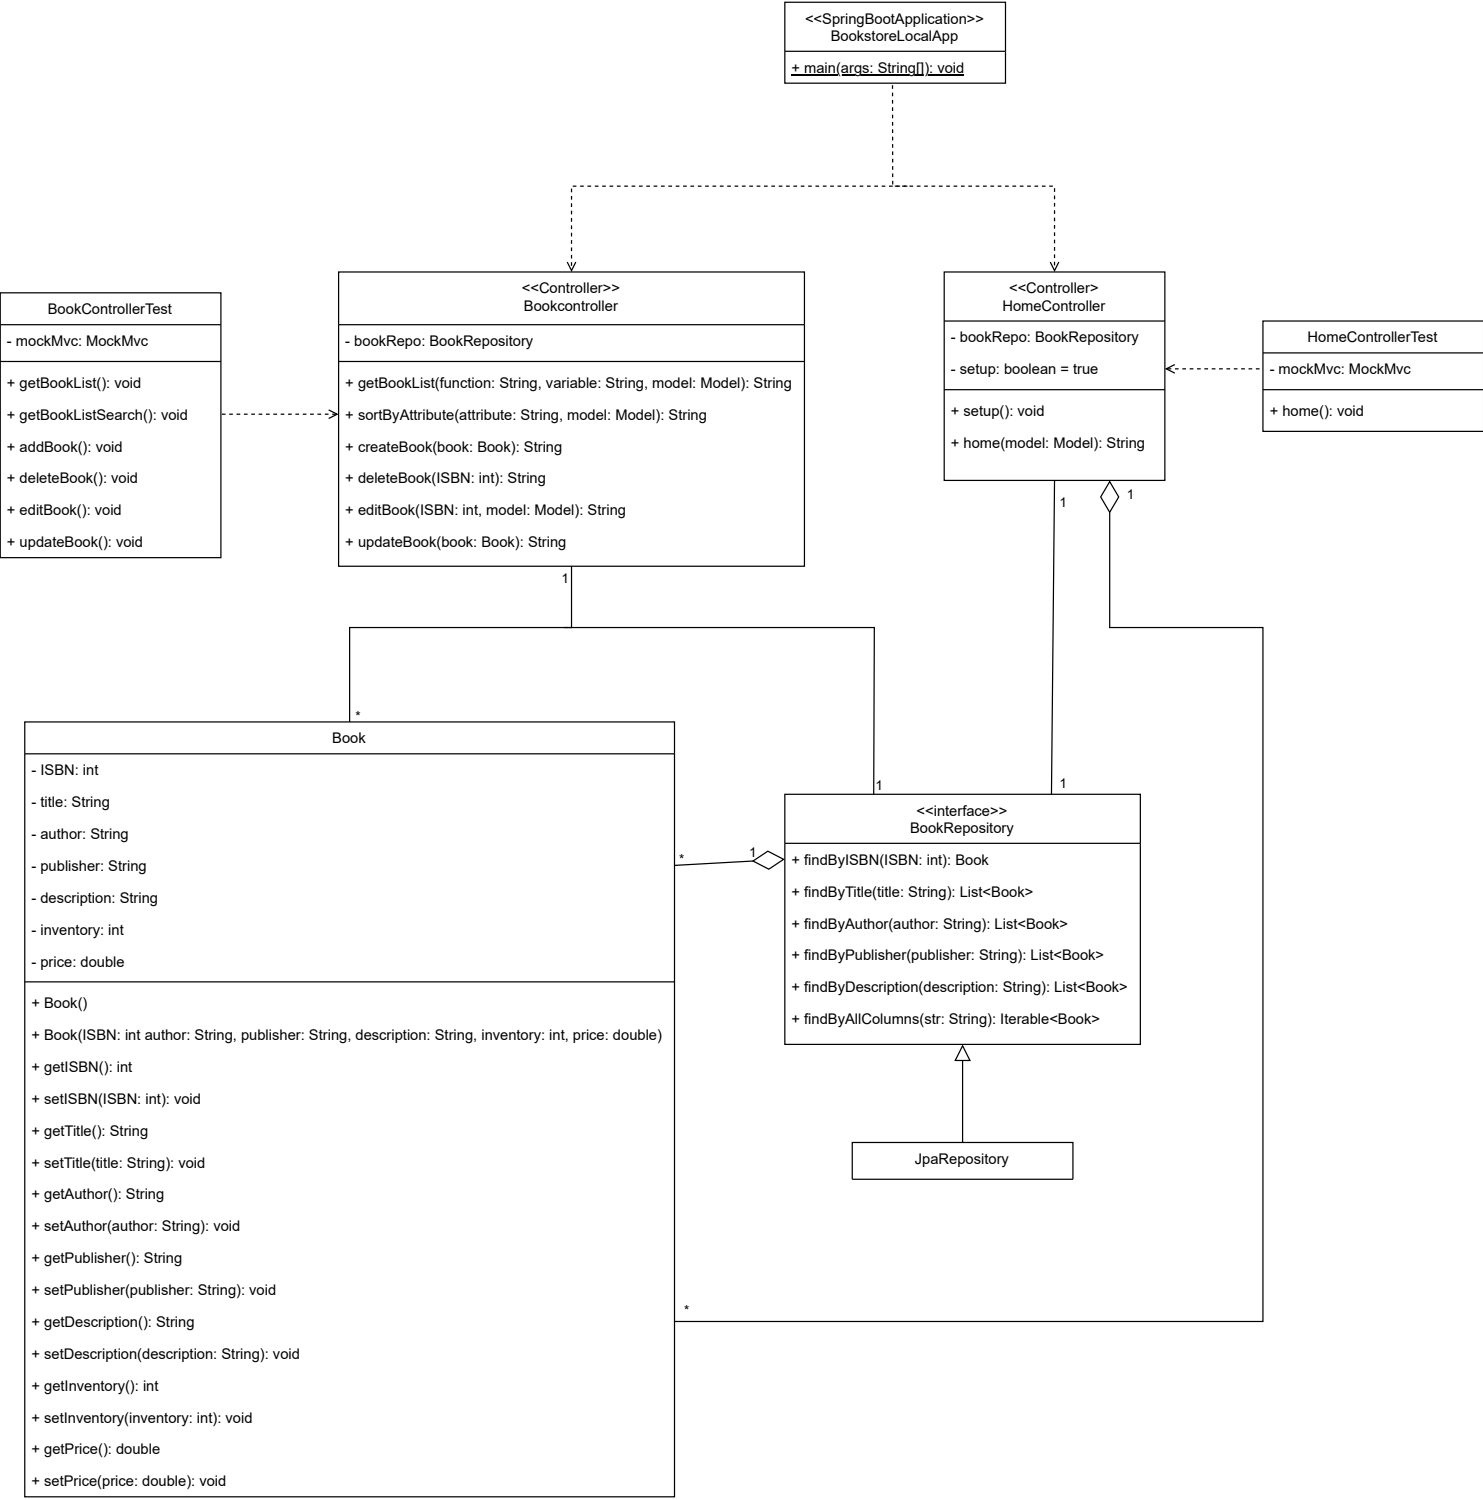 <<SpringBootApplication>>
BookstoreLocalApp
+ main(args: String[]): void
BookControllerTest
- mockMvc: MockMvc
+ getBookList(): void
+ getBookListSearch(): void
+ addBook(): void
+ deleteBook(): void
+ editBook(): void
+ updateBook(): void
<<Controller>>
Bookcontroller
- bookRepo: BookRepository
+ getBookList(function: String, variable: String, model: Model): String
+ sortByAttribute(attribute: String, model: Model): String
+ createBook(book: Book): String
+ deleteBook(ISBN: int): String
+ editBook(ISBN: int, model: Model): String
+ updateBook(book: Book): String
<<Controller>
HomeController
- bookRepo: BookRepository
- setup: boolean = true
+ setup(): void
+ home(model: Model): String
HomeControllerTest
- mockMvc: MockMvc
+ home(): void
1
1
1
*
1
1
Book
- ISBN: int
- title: String
- author: String
- publisher: String
- description: String
- inventory: int
- price: double
+ Book()
+ Book(ISBN: int author: String, publisher: String, description: String, inventory: int, price: double)
+ getISBN(): int
+ setISBN(ISBN: int): void
+ getTitle(): String
+ setTitle(title: String): void
+ getAuthor(): String
+ setAuthor(author: String): void
+ getPublisher(): String
+ setPublisher(publisher: String): void
+ getDescription(): String
+ setDescription(description: String): void
+ getInventory(): int
+ setInventory(inventory: int): void
+ getPrice(): double
+ setPrice(price: double): void
*
1
<<interface>>
BookRepository
+ findByISBN(ISBN: int): Book
+ findByTitle(title: String): List<Book>
+ findByAuthor(author: String): List<Book>
+ findByPublisher(publisher: String): List<Book>
+ findByDescription(description: String): List<Book>
+ findByAllColumns(str: String): Iterable<Book>
JpaRepository
*